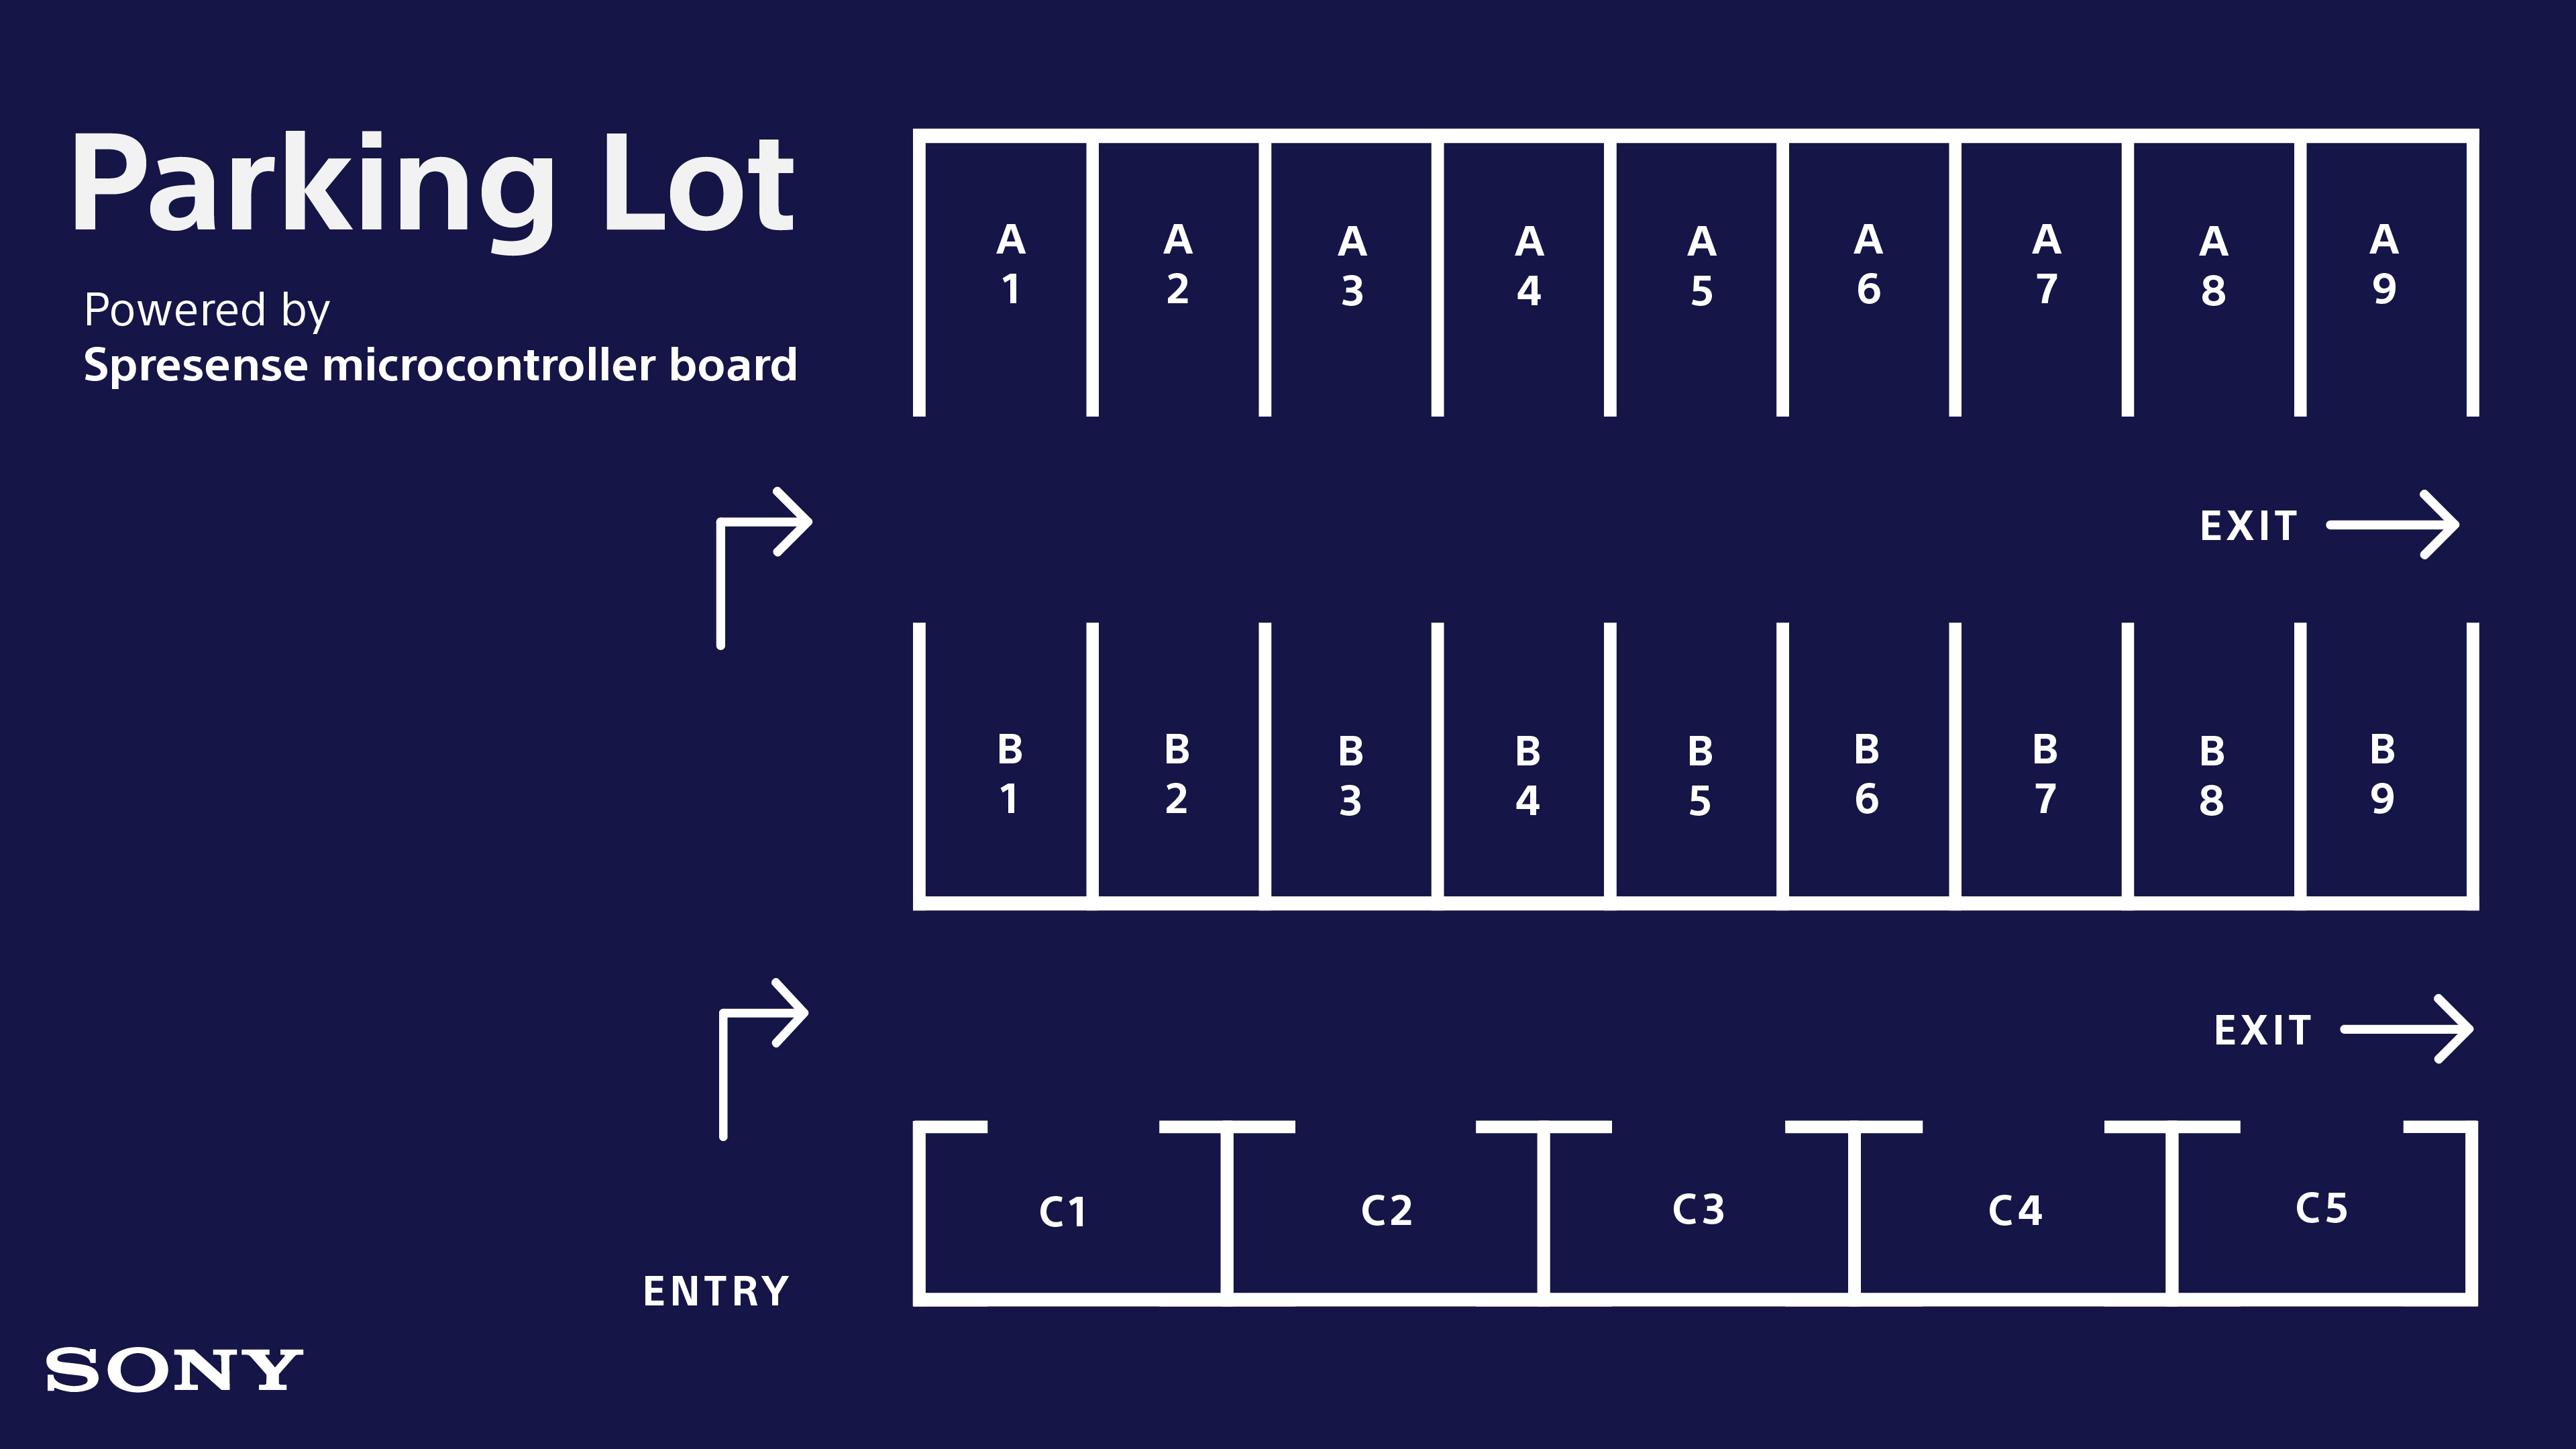 Parking Lot
Powered by
Spresense microcontroller board
A A A A A A A A A
1 2 3 4 5 6 7 8 9
EXIT
B B B B B B B B B
1 2 3 4 5 6 7 8 9
EXIT
C1 C2 C3 C4 C5
ENTRY
SONY